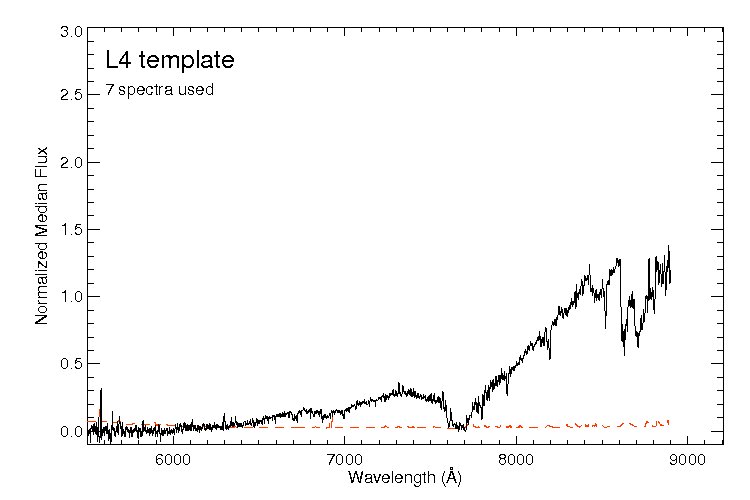 3.0
L4 template
7 spectra used
2.5
2.0
1.5
1.0
0.5
0.0
Normalized Median Flux
6000 7000 8000 9000
Wavelength (Å)